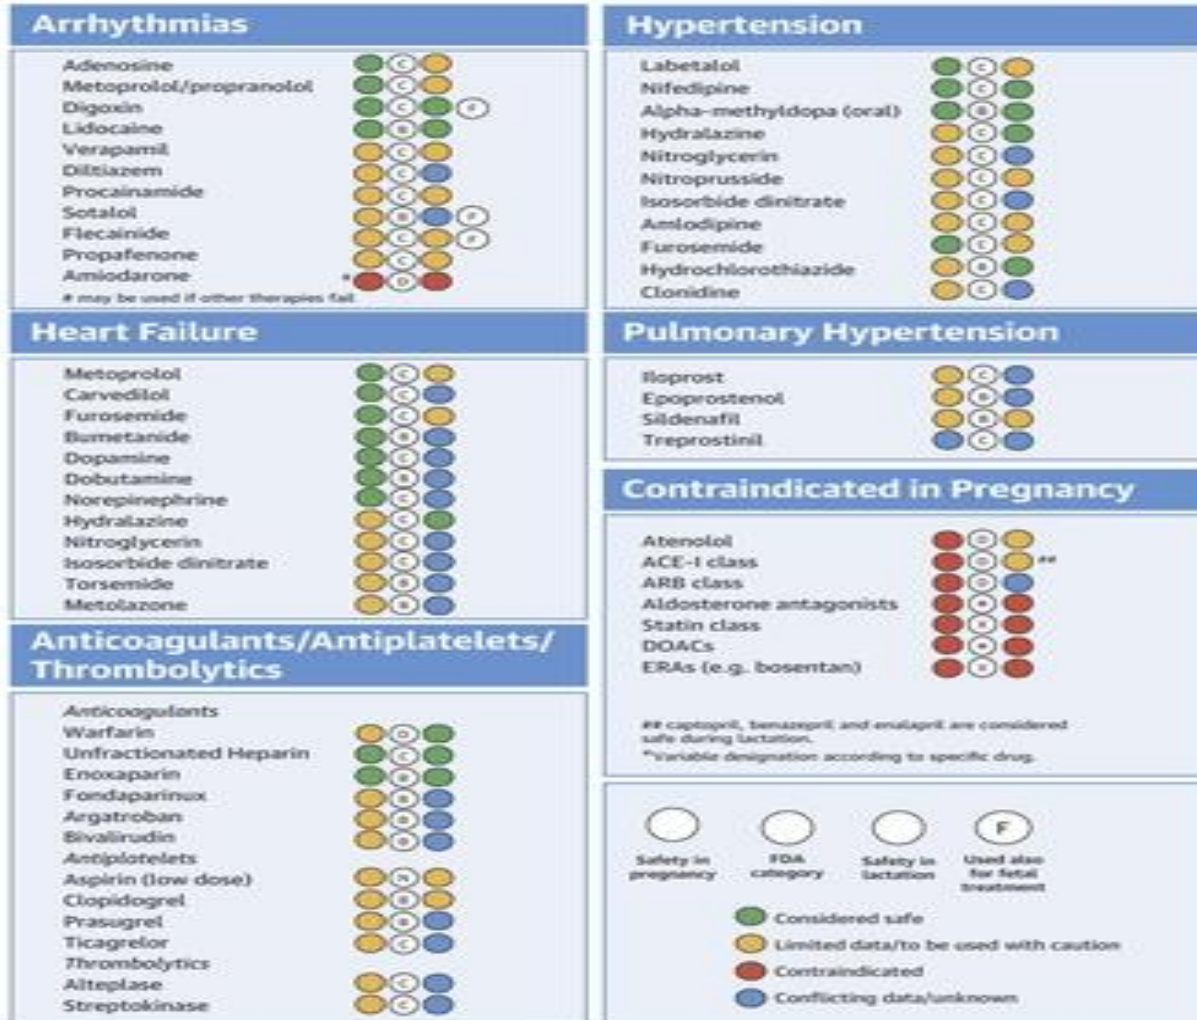 Arrhythmias
Adenosine C
Metoprolol/propranolol C
Digoxin C F
Lidocaine B
Verapamil C
Diltiazem C
Procainamide C
Sotalol B F
Flecainide C F
Propafenone C
Amiodarone # D
# may be used if other therapies fail
Heart Failure
Metoprolol C
Carvedilol C
Furosemide C
Bumetanide B
Dopamine C
Dobutamine B
Norepinephrine C
Hydralazine C
Nitroglycerin C
Isosorbide dinitrate C
Torsemide B
Metolazone B
Anticoagulants/Antiplatelets/
Thrombolytics
Anticoagulants
Warfarin D
Unfractionated Heparin C
Enoxaparin B
Fondaparinux B
Argatroban B
Bivalirudin B
Antiplatelets
Aspirin (low dose) N
Clopidogrel B
Prasugrel B
Ticagrelor C
Thrombolytics
Alteplase C
Streptokinase C
Hypertension
Labetalol C
Nifedipine C
Alpha-methyldopa (oral) B
Hydralazine C
Nitroglycerin C
Nitroprusside C
Isosorbide dinitrate C
Amlodipine C
Furosemide C
Hydrochlorothiazide B
Clonidine C
Pulmonary Hypertension
Iloprost C
Epoprostenol B
Sildenafil B
Treprostinil C
Contraindicated in Pregnancy
Atenolol D
ACE-I class D ##
ARB class D
Aldosterone antagonists
Statin class
DOACs
ERAs (e.g. bosentan)
## captopril, benazepril and enalapril are considered
safe during lactation.
Variable designation according to specific drug.
Safety in
pregnancy
FDA
category
Safety in
lactation
F
Used also
for fetal
treatment
Considered safe
Limited data/to be used with caution
Contraindicated
Conflicting data/unknown